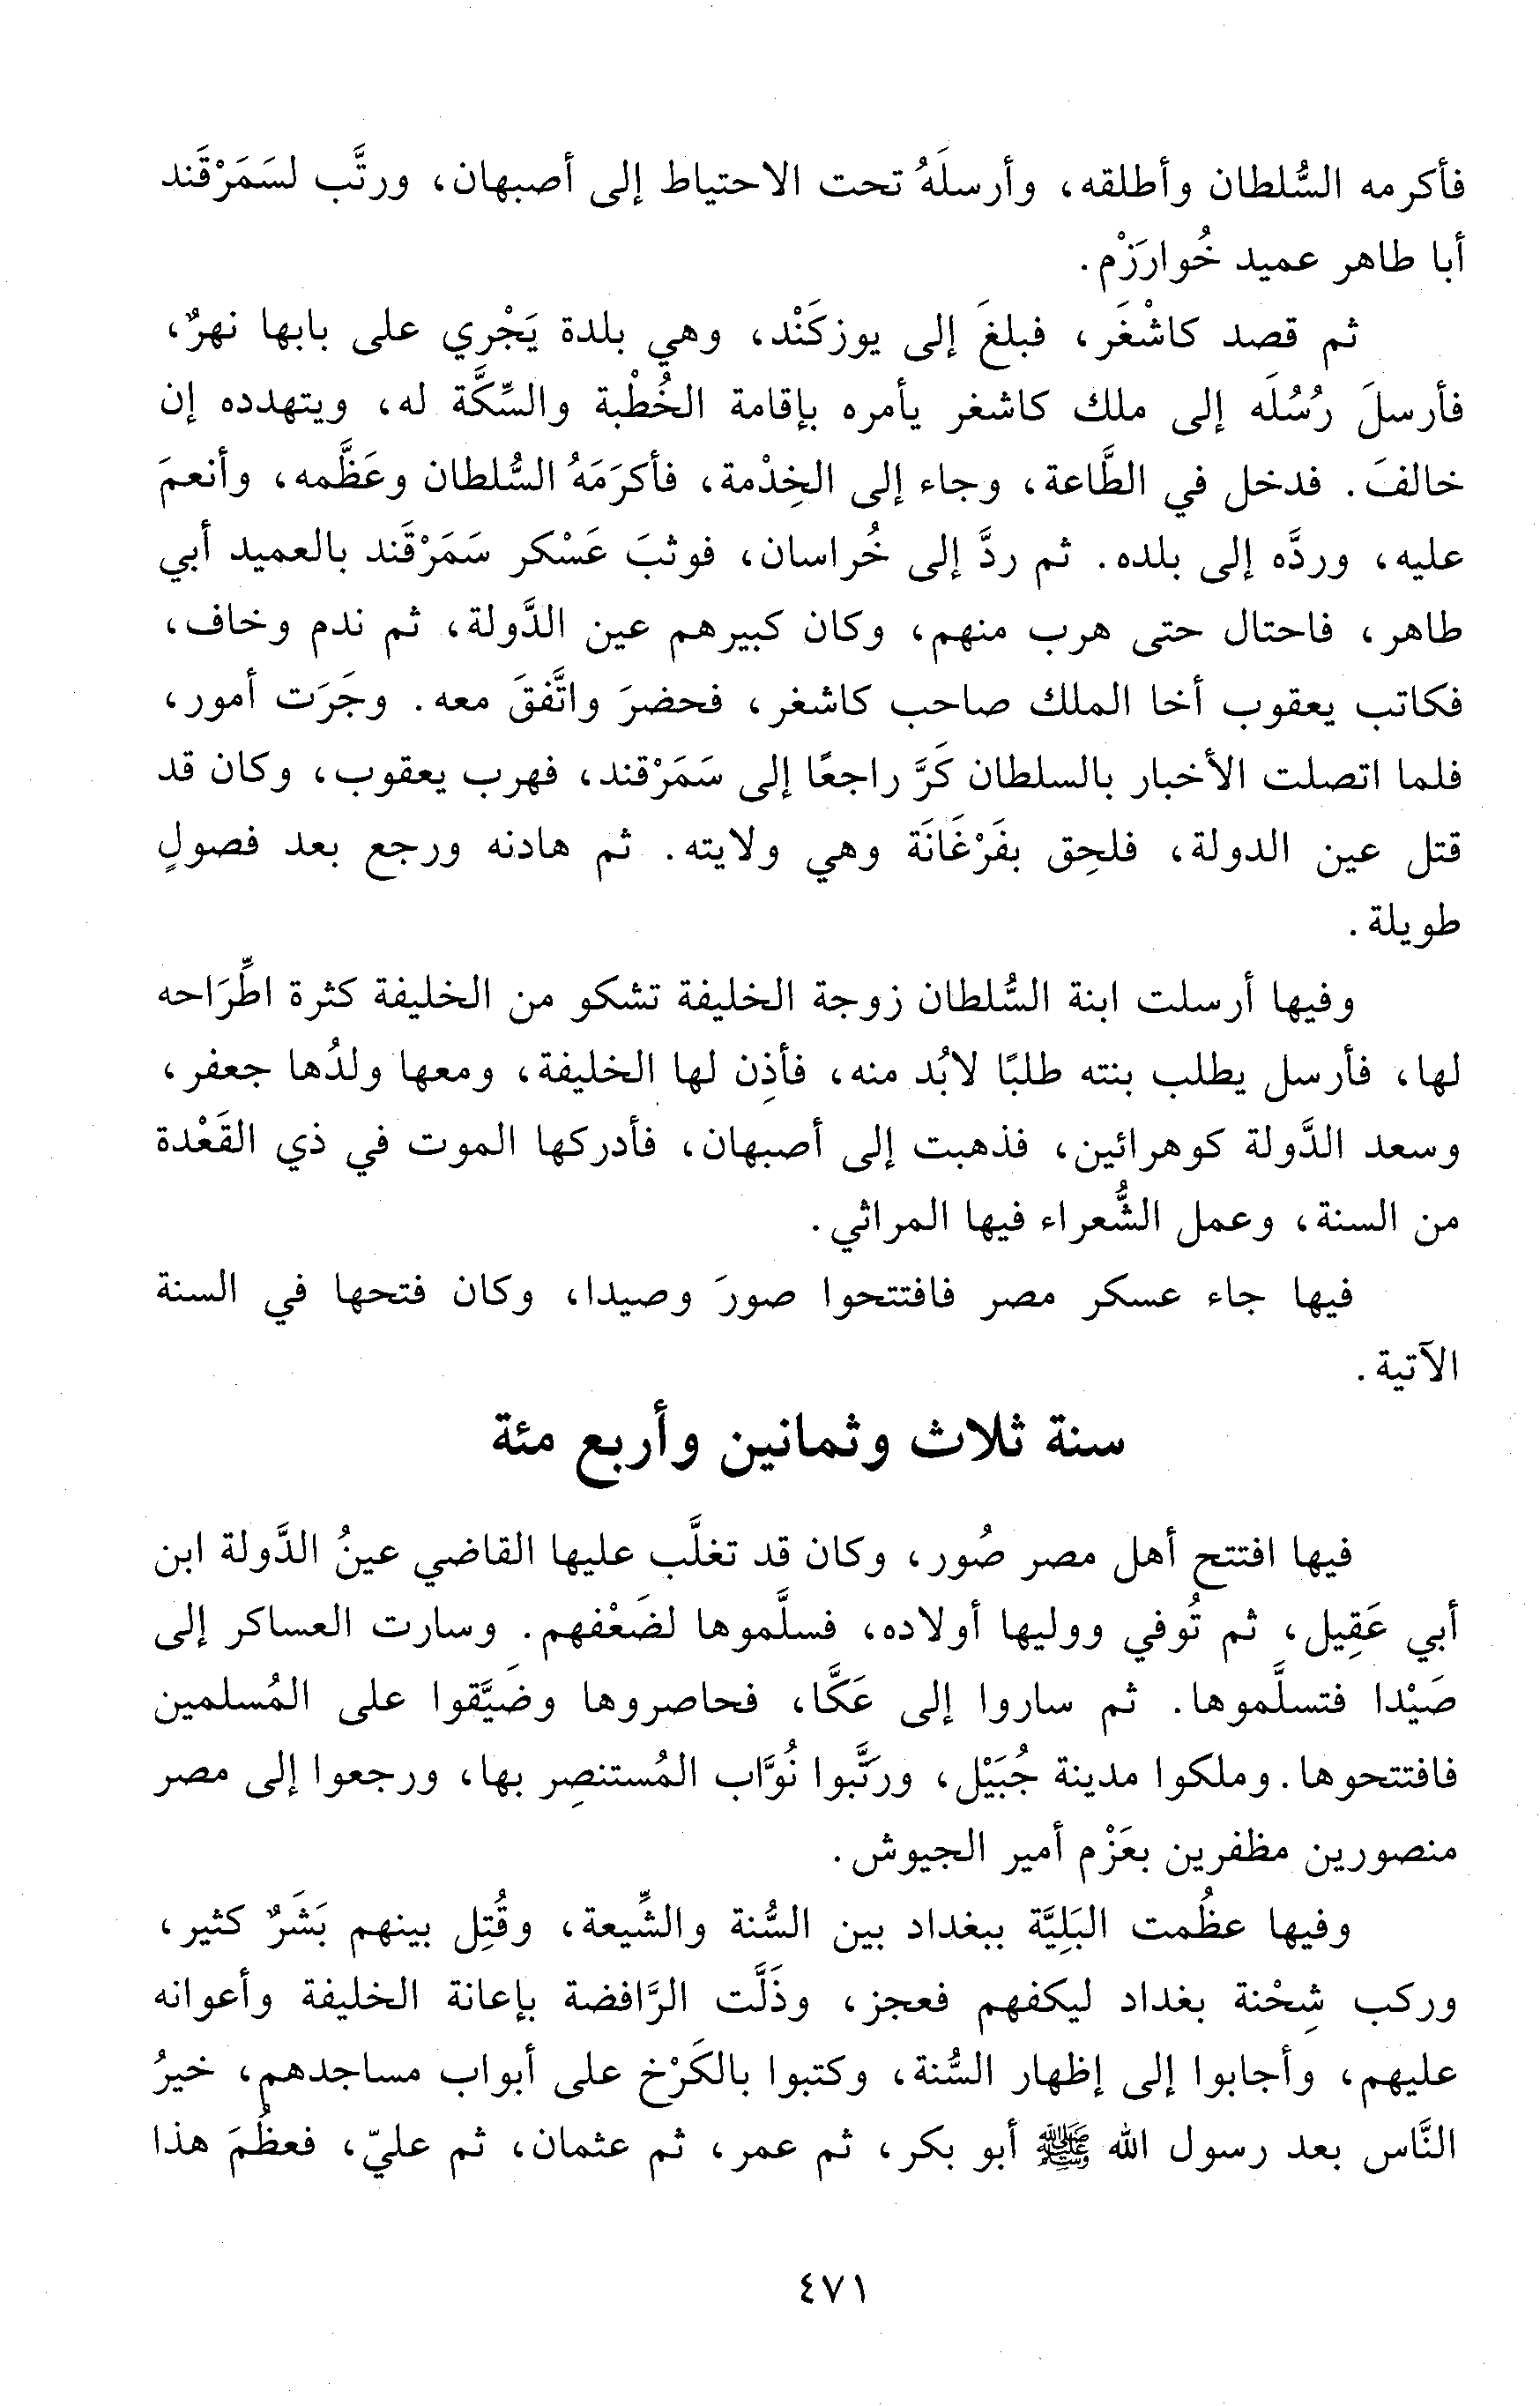 فأكرمه السُّلطان وأطلقه، وأرسلَهُ تحت الاحتياط إلى أصبهان، ورتَّب لسَمَرْقَند
أبا طاهر عميد خُوارَزْم.
ثم قصد كاشْغَر، فبلغَ إلى يوزكَنْد، وهي بلدة يَجْري على بابها نهرٌ،
فأرسلَ رُسُلَه إلى ملك كاشغر يأمره بإقامة الخُطْبة والسِّكَّة له، ويتهدده إن
خالفَ. فدخل في الطَّاعة، وجاء إلى الخِدْمة، فأكرَمَهُ السُّلطان وعَظَّمه، وأنعمَ
عليه، وردَّه إلى بلده. ثم ردَّ إلى خُراسان، فوثبَ عَسْكر سَمَرْقَند بالعميد أبي
طاهر، فاحتال حتى هرب منهم، وكان كبيرهم عين الدَّولة، ثم ندم وخاف،
فكاتب يعقوب أخا الملك صاحب كاشغر، فحضرَ واتَّفقَ معه. وجَرَت أمور،
فلما اتصلت الأخبار بالسلطان كَرَّ راجعًا إلى سَمَرْقند، فهرب يعقوب، وكان قد
قتل عين الدولة، فلحِق بفَرْغَانَة وهي ولايته. ثم هادنه ورجع بعد فصولٍ
طويلة.
وفيها أرسلت ابنة السُّلطان زوجة الخليفة تشكو من الخليفة كثرة اطِّرَاحه
لها، فأرسل يطلب بنته طلبًا لابُد منه، فأذِن لها الخليفة، ومعها ولدُها جعفر،
وسعد الدَّولة كوهرائين، فذهبت إلى أصبهان، فأدركها الموت في ذي القَعْدة
من السنة، وعمل الشُّعراء فيها المراثي.
فيها جاء عسكر مصر فافتتحوا صورَ وصيدا، وكان فتحها في السنة
الآتية.
سنة ثلاث وثمانين وأربع مئة
فيها افتتح أهل مصر صُور، وكان قد تغلَّب عليها القاضي عينُ الدَّولة ابن
أبي عَقِيل، ثم تُوفي ووليها أولاده، فسلَّموها لضَعْفهم. وسارت العساكر إلى
صَيْدا فتسلَّموها. ثم ساروا إلى عَكَّا، فحاصروها وضَيَّقوا على المُسلمين
فافتتحوها. وملكوا مدينة جُبَيْل، ورتَّبوا نُوَّاب المُستنصِر بها، ورجعوا إلى مصر
منصورين مظفرين بعَزْم أمير الجيوش.
وفيها عظُمت البَلِيَّة ببغداد بين السُّنة والشِّيعة، وقُتِل بينهم بَشَرٌ كثير،
وركب شِحْنة بغداد ليكفهم فعجز، وذَلَّت الرَّافضة بإعانة الخليفة وأعوانه
عليهم، وأجابوا إلى إظهار السُّنة، وكتبوا بالكَرْخ على أبواب مساجدهم، خيرُ
النَّاس بعد رسول الله ﷺ أبو بكر، ثم عمر، ثم عثمان، ثم عليّ، فعظُمَ هذا
٤٧١